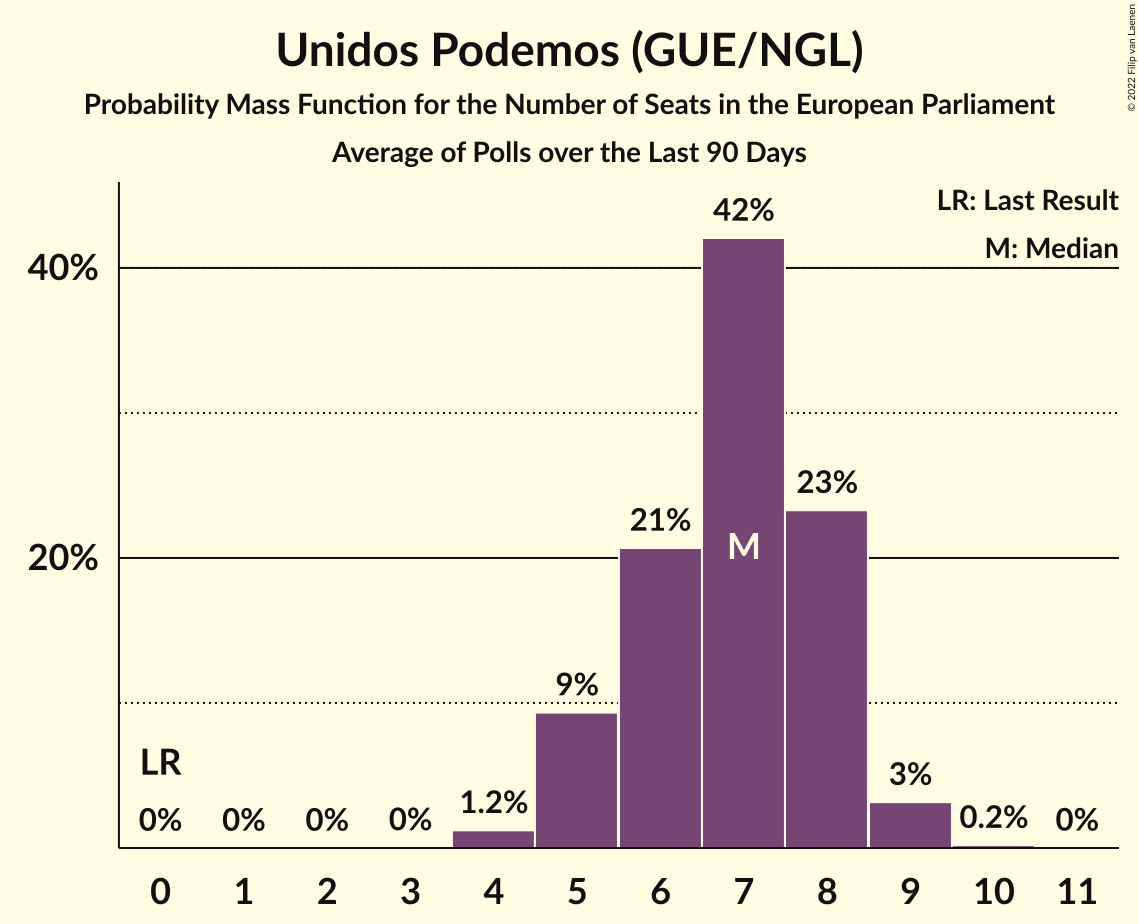 Unidos Podemos (GUE/NGL)
Probability Mass Function for the Number of Seats in the European Parliament
Average of Polls over the Last 90 Days
© 2022 Filip van Laenen
LR: Last Result
M: Median
40%
20%
LR
0%
0%
0%
0%
1.2%
9%
21%
42%
M
23%
3%
0.2%
0%
0 1 2 3 4 5 6 7 8 9 10 11